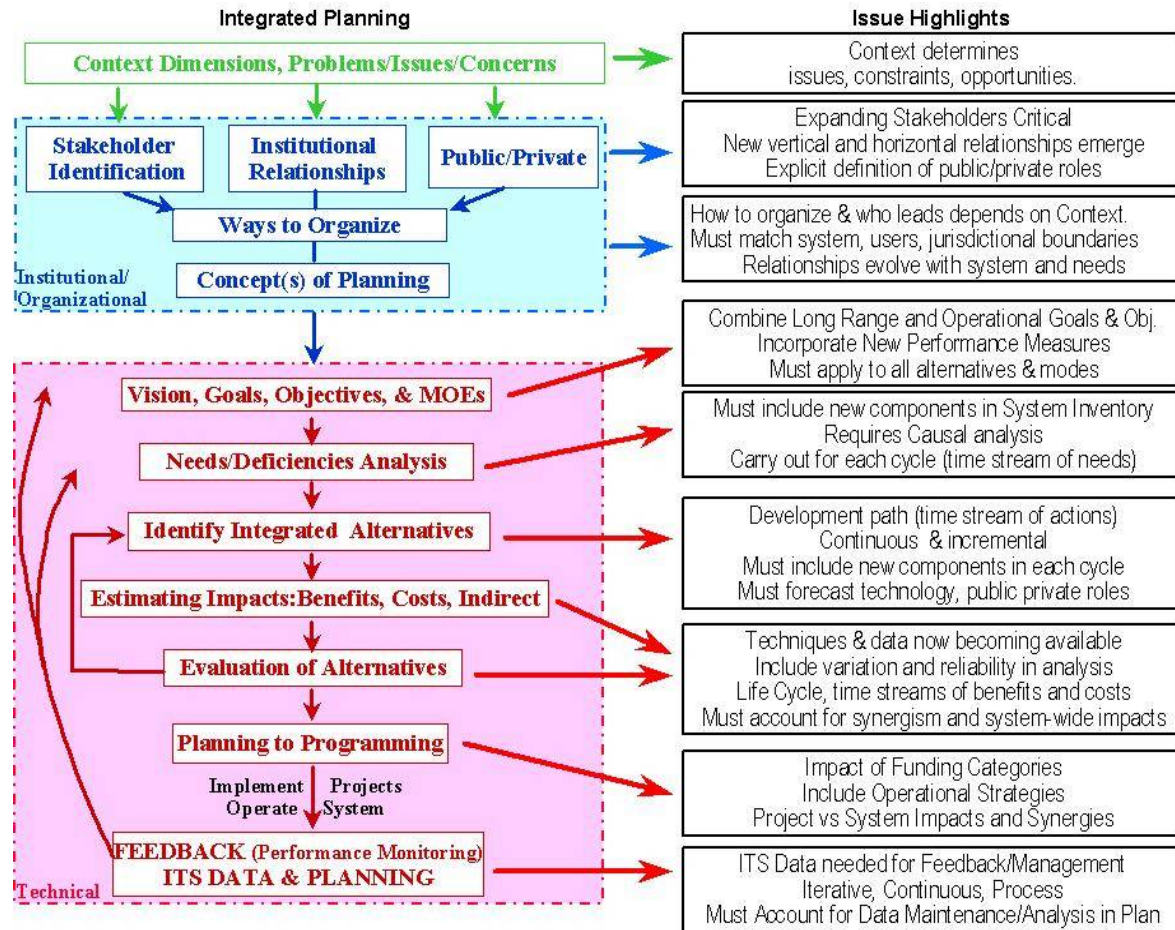 Integrated Planning
Issue Highlights
Context Dimensions, Problems/Issues/Concerns
Context determines
issues, constraints, opportunities.
Stakeholder
Identification
Institutional
Relationships
Public/Private
Expanding Stakeholders Critical
New vertical and horizontal relationships emerge
Explicit definition of public/private roles
Ways to Organize
How to organize & who leads depends on Context.
Must match system, users, jurisdictional boundaries
Relationships evolve with system and needs
Concept(s) of Planning
Institutional/
Organizational
Vision, Goals, Objectives, & MOEs
Combine Long Range and Operational Goals & Obj.
Incorporate New Performance Measures
Must apply to all alternatives & modes
Needs/Deficiencies Analysis
Must include new components in System Inventory
Requires Causal analysis
Carry out for each cycle (time stream of needs)
Identify Integrated Alternatives
Development path (time stream of actions)
Continuous & incremental
Must include new components in each cycle
Must forecast technology, public private roles
Estimating Impacts:Benefits, Costs, Indirect
Evaluation of Alternatives
Techniques & data now becoming available
Include variation and reliability in analysis
Life Cycle, time streams of benefits and costs
Must account for synergism and system-wide impacts
Planning to Programming
Impact of Funding Categories
Include Operational Strategies
Project vs System Impacts and Synergies
Implement Projects
Operate System
FEEDBACK (Performance Monitoring)
ITS DATA & PLANNING
Technical
ITS Data needed for Feedback/Management
Iterative, Continuous, Process
Must Account for Data Maintenance/Analysis in Plan